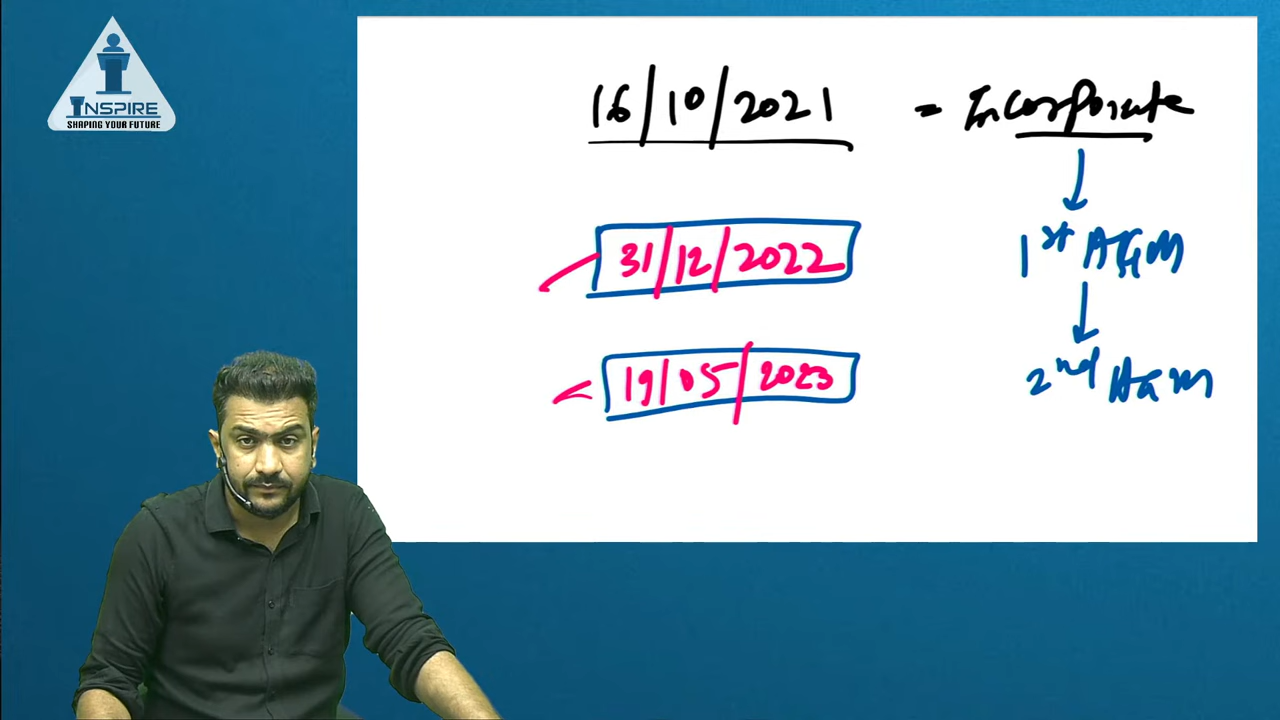 INSPIRE
SHAPING YOUR FUTURE
16/10/2021 = Incorporate
31/12/2022 1st AGM
19/05/2023 2nd AGM